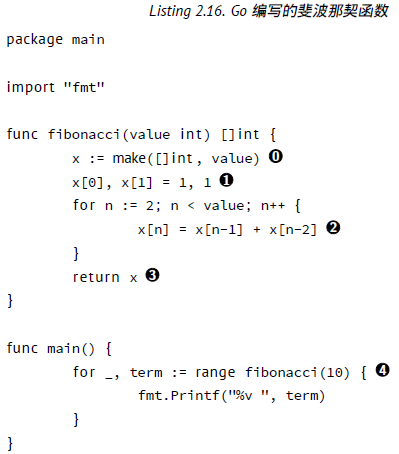 Listing 2.16. Go 编写的斐波那契函数
package main
import "fmt"
func fibonacci(value int) []int {
x := make([]int, value) ⓿
x[0], x[1] = 1, 1 ❶
for n := 2; n < value; n++ {
x[n] = x[n-1] + x[n-2] ❷
}
return x ❸
}
func main() {
for _, term := range fibonacci(10) { ❹
fmt.Printf("%v ", term)
}
}